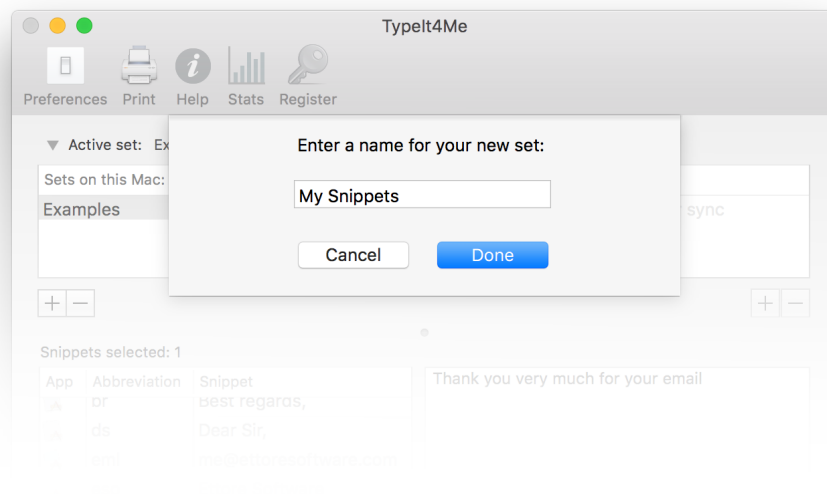 TypeIt4Me
Preferences Print Help Stats Register
Active set: Ex
Enter a name for your new set:
Sets on this Mac:
My Snippets
Examples
sync
Cancel Done
Snippets selected: 1
App Abbreviation Snippet
Thank you very much for your email
br Best regards,
ds Dear Sir,